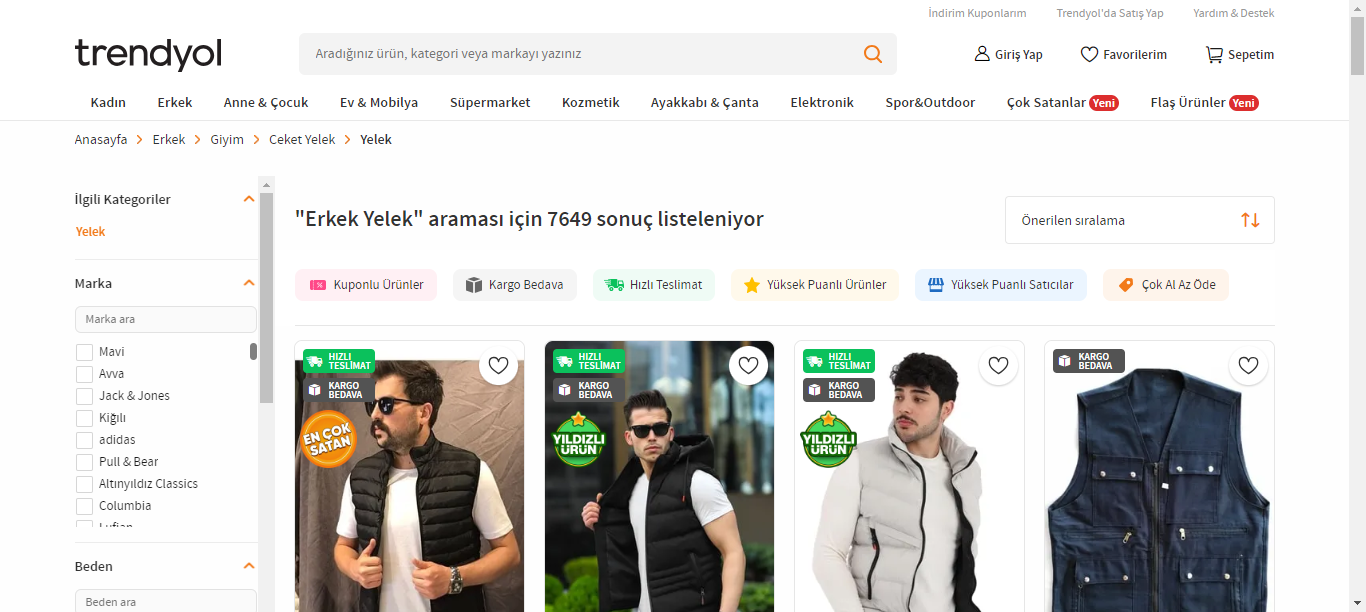 İndirim Kuponlarım Trendyol'da Satış Yap Yardım & Destek
trendyol
Aradığınız ürün, kategori veya markayı yazınız
Giriş Yap Favorilerim Sepetim
Kadın Erkek Anne & Çocuk Ev & Mobilya Süpermarket Kozmetik Ayakkabı & Çanta Elektronik Spor&Outdoor Çok Satanlar Yeni Flaş Ürünler Yeni
Anasayfa Erkek Giyim Ceket Yelek Yelek
İlgili Kategoriler
Yelek
Marka
Marka ara
Mavi
Avva
Jack & Jones
Kiğılı
adidas
Pull & Bear
Altınyıldız Classics
Columbia
Lufian
Beden
Beden ara
"Erkek Yelek" araması için 7649 sonuç listeleniyor
Önerilen sıralama
Kuponlu Ürünler Kargo Bedava Hızlı Teslimat Yüksek Puanlı Ürünler Yüksek Puanlı Satıcılar Çok Al Az Öde
HIZLI
TESLİMAT
KARGO
BEDAVA
EN ÇOK
SATAN
HIZLI
TESLİMAT
KARGO
BEDAVA
YILDIZLI
ÜRÜN
HIZLI
TESLİMAT
KARGO
BEDAVA
YILDIZLI
ÜRÜN
KARGO
BEDAVA